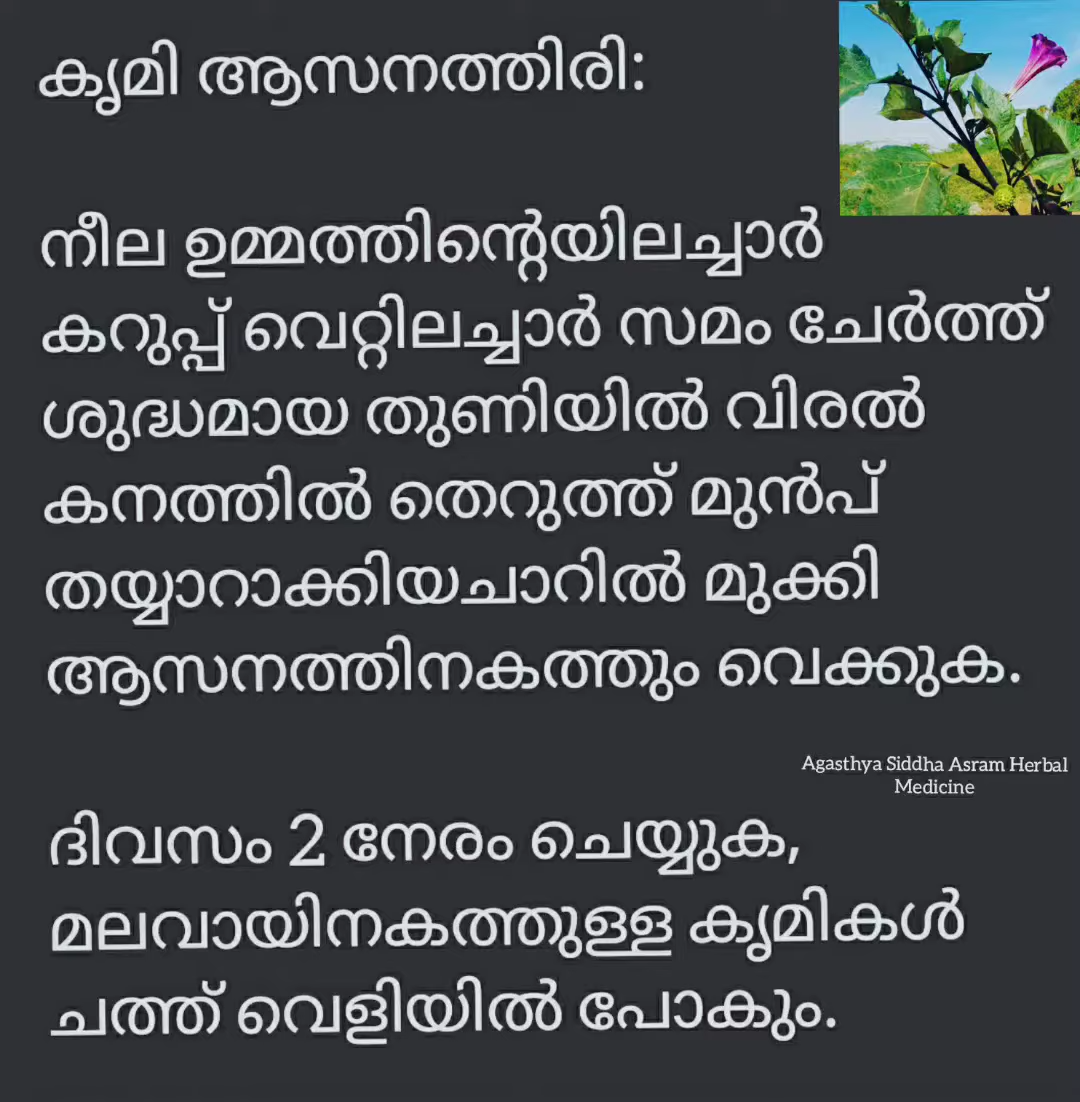 കൃമി ആസനത്തിരി:
നീല ഉമ്മത്തിന്റെയിലച്ചാർ
കറുപ്പ് വെറ്റിലച്ചാർ സമം ചേർത്ത്
ശുദ്ധമായ തുണിയിൽ വിരൽ
കനത്തിൽ തെറുത്ത് മുൻപ്
തയ്യാറാക്കിയചാറിൽ മുക്കി
ആസനത്തിനകത്തും വെക്കുക.
Agasthya Siddha Asram Herbal
Medicine
ദിവസം 2 നേരം ചെയ്യുക,
മലവായിനകത്തുള്ള കൃമികൾ
ചത്ത് വെളിയിൽ പോകും.